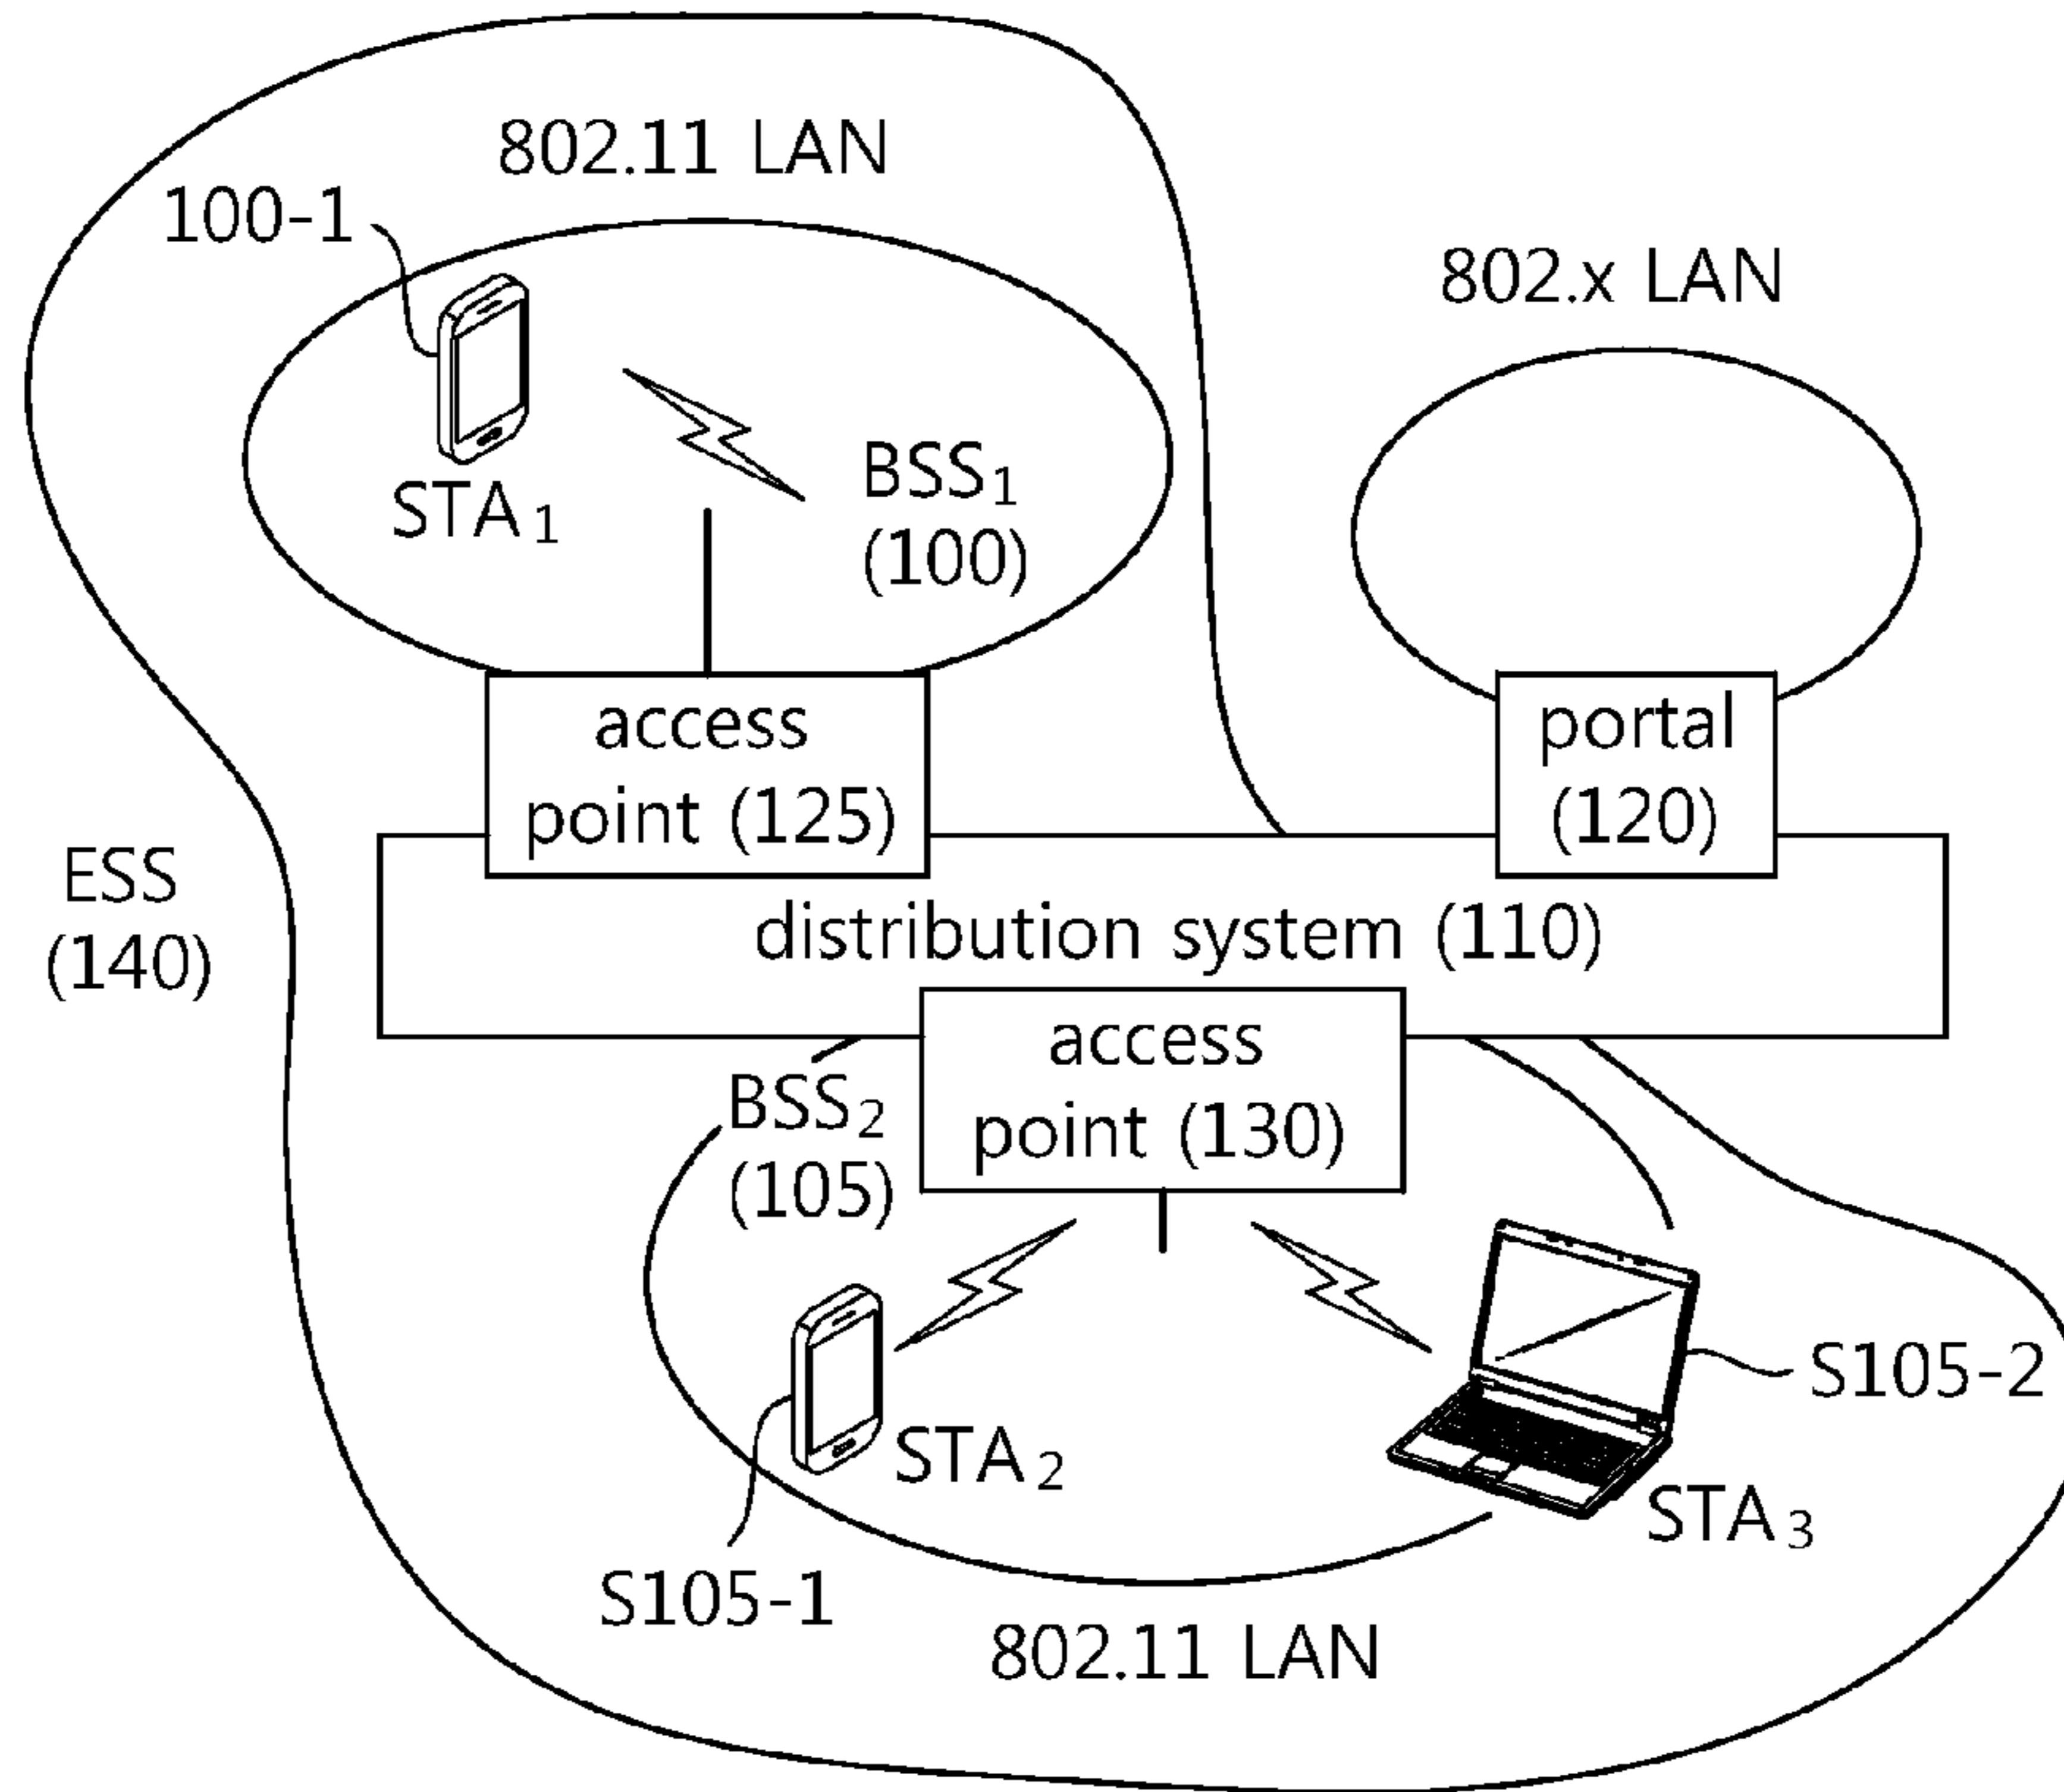 802.11 LAN
100-1
802.x LAN
STA1
BSS1
(100)
access
point (125)
portal
(120)
ESS
(140)
distribution system (110)
access
point (130)
BSS2
(105)
S105-2
STA2
STA3
S105-1
802.11 LAN